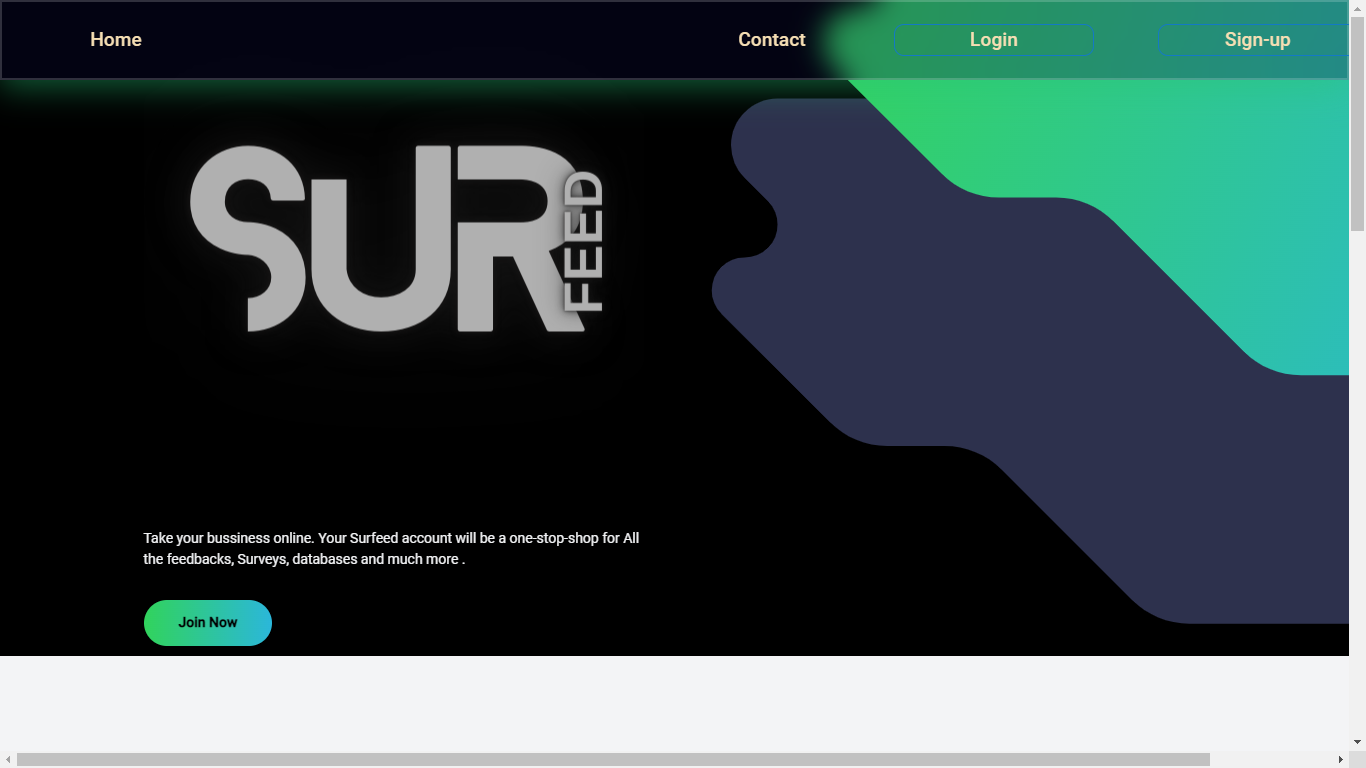 Home
Contact
Login
Sign-up
SUR
FEED
Take your bussiness online. Your Surfeed account will be a one-stop-shop for All
the feedbacks, Surveys, databases and much more .
Join Now